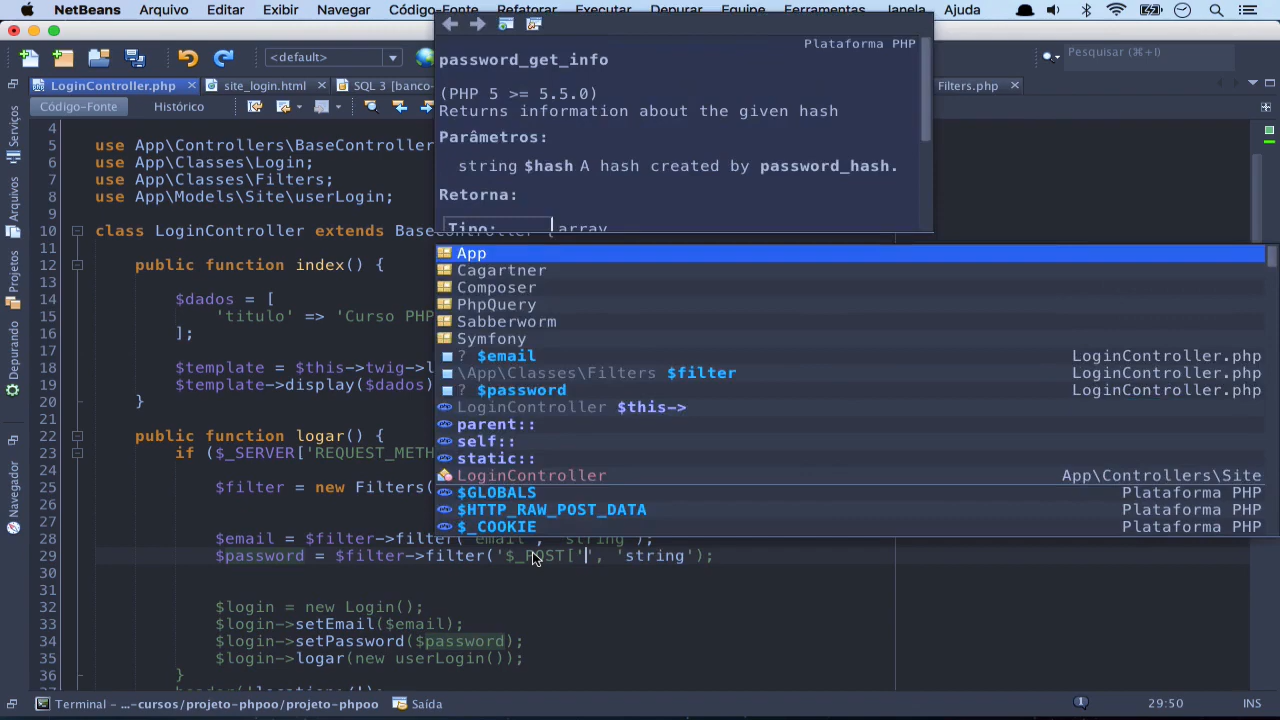 NetBeans Arquivo Editar Exibir Navegar Código-Fonte Refatorar Executar Depurar Equipe Ferramentas Janela Ajuda
<default>
Pesquisar (⌘+I)
LoginController.php site_login.html SQL 3 [banco- Filters.php
Código-Fonte Histórico
Plataforma PHP
password_get_info
(PHP 5 >= 5.5.0)
Returns information about the given hash
Parâmetros:
string $hash A hash created by password_hash.
Retorna:
Tipo: array
Serviços
Arquivos
Projetos
Depurando
Navegador
4
5 use App\Controllers\BaseController
6 use App\Classes\Login;
7 use App\Classes\Filters;
8 use App\Models\Site\userLogin;
9
10 class LoginController extends BaseController {
11
12 public function index() {
13
14 $dados = [
15 'titulo' => 'Curso PHP
16 ];
17
18 $template = $this->twig->l
19 $template->display($dados)
20 }
21
22 public function logar() {
23 if ($_SERVER['REQUEST_METH
24
25 $filter = new Filters(
26
28 $email = $filter->filter('email', 'string');
29 $password = $filter->filter('$_POST['', 'string');
30
32 $login = new Login();
33 $login->setEmail($email);
34 $login->setPassword($password);
35 $login->logar(new userLogin());
36 }
37 header('location:/');
App
Cagartner
Composer
PhpQuery
Sabberworm
Symfony
? $email LoginController.php
\App\Classes\Filters $filter LoginController.php
? $password LoginController.php
LoginController $this->
parent::
self::
static::
LoginController App\Controllers\Site
$GLOBALS Plataforma PHP
$HTTP_RAW_POST_DATA Plataforma PHP
$_COOKIE Plataforma PHP
Terminal - …-cursos/projeto-phpoo/projeto-phpoo Saída 1 29:50 INS